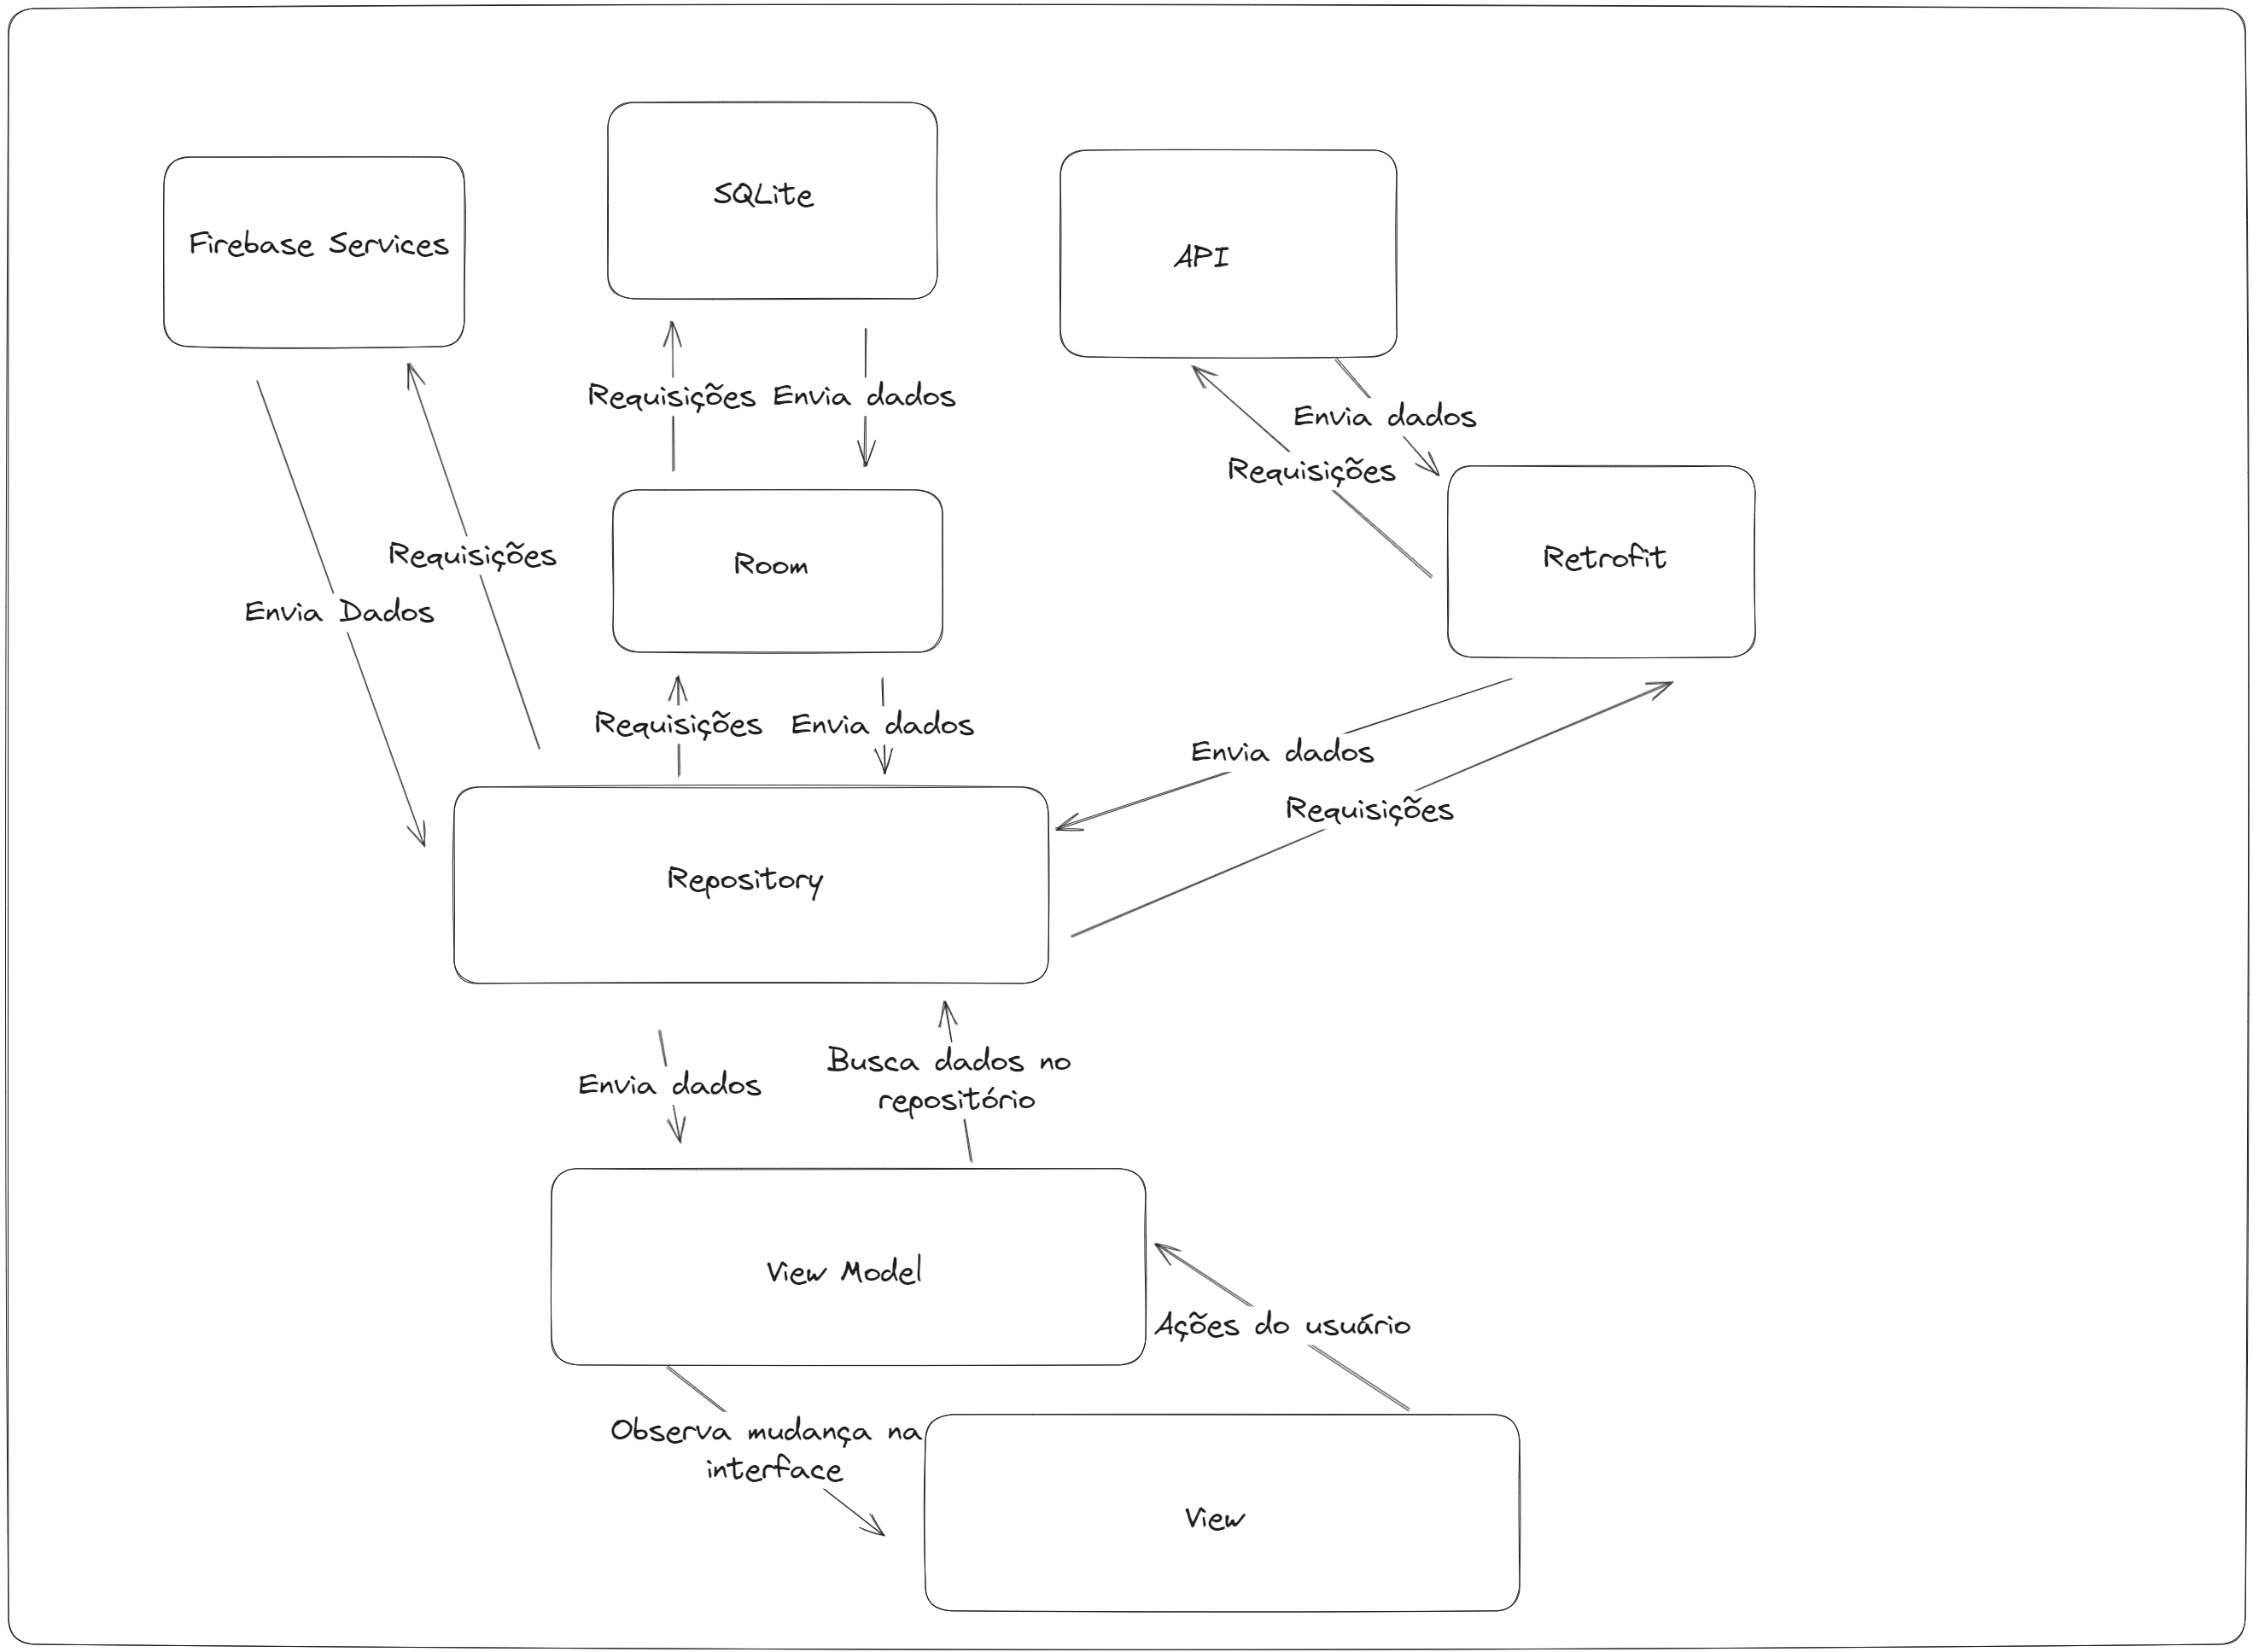 SQLite
Firebase Services
API
Requisições
Envia dados
Envia dados
Requisições
Requisições
Room
Retrofit
Envia Dados
Requisições
Envia dados
Envia dados
Requisições
Repository
Envia dados
Busca dados no
repositório
View Model
Ações do usuário
Observa mudança na
interface
View